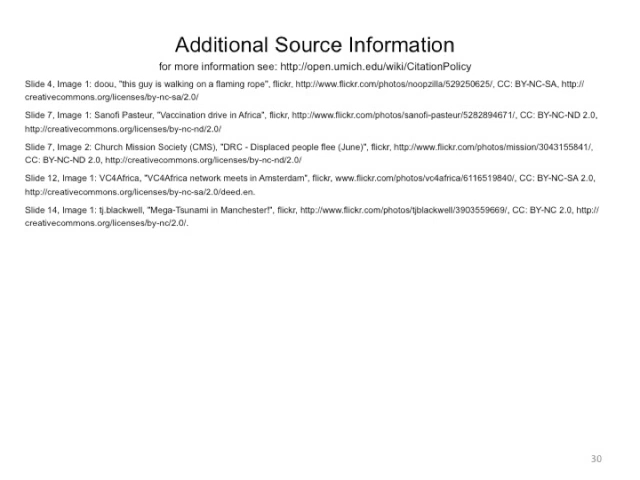 Additional Source Information
for more information see: http://open.umich.edu/wiki/CitationPolicy
Slide 4, Image 1: doou, "this guy is walking on a flaming rope", flickr, http://www.flickr.com/photos/noopzilla/529250625/, CC: BY-NC-SA, http://
creativecommons.org/licenses/by-nc-sa/2.0/
Slide 7, Image 1: Sanofi Pasteur, "Vaccination drive in Africa", flickr, http://www.flickr.com/photos/sanofi-pasteur/5282894671/, CC: BY-NC-ND 2.0,
http://creativecommons.org/licenses/by-nc-nd/2.0/
Slide 7, Image 2: Church Mission Society (CMS), "DRC - Displaced people flee (June)", flickr, http://www.flickr.com/photos/mission/3043155841/,
CC: BY-NC-ND 2.0, http://creativecommons.org/licenses/by-nc-nd/2.0/
Slide 12, Image 1: VC4Africa, "VC4Africa network meets in Amsterdam", flickr, www.flickr.com/photos/vc4africa/6116519840/, CC: BY-NC-SA 2.0,
http://creativecommons.org/licenses/by-nc-sa/2.0/deed.en.
Slide 14, Image 1: tj.blackwell, "Mega-Tsunami in Manchester!", flickr, http://www.flickr.com/photos/tjblackwell/3903559669/, CC: BY-NC 2.0, http://
creativecommons.org/licenses/by-nc/2.0/.
30